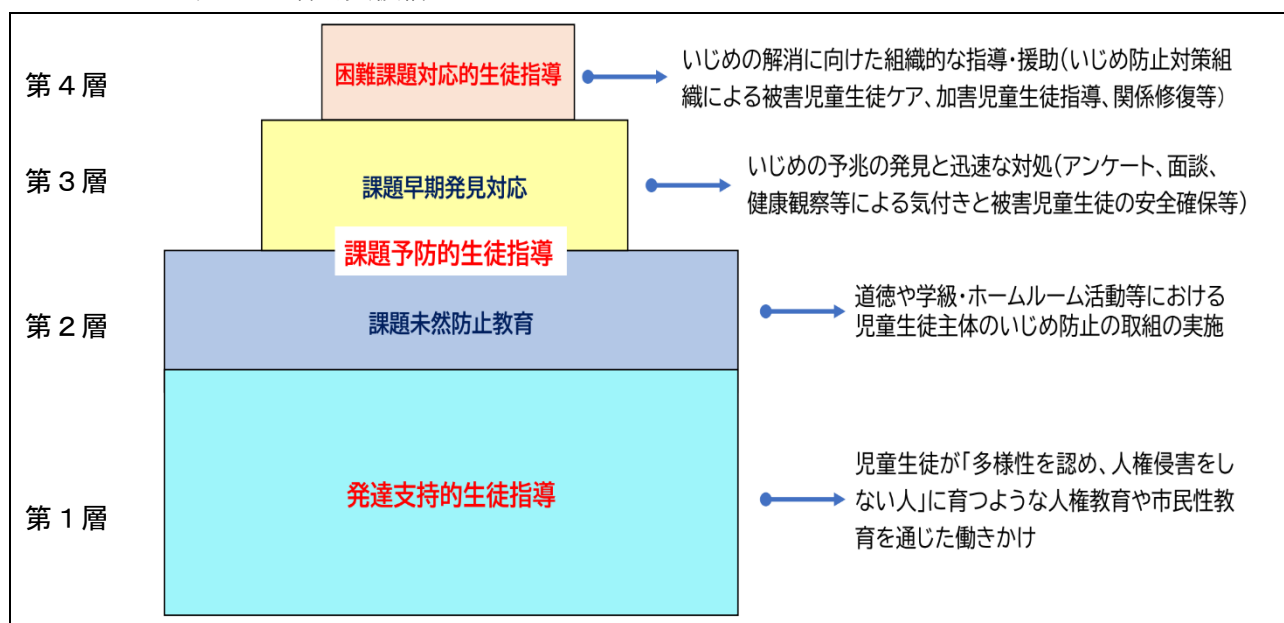 第4層
困難課題対応的生徒指導
いじめの解消に向けた組織的な指導・援助(いじめ防止対策組
織による被害児童生徒ケア、加害児童生徒指導、関係修復等)
第3層
課題早期発見対応
いじめの予兆の発見と迅速な対処(アンケート、面談、
健康観察等による気付きと被害児童生徒の安全確保等)
課題予防的生徒指導
第2層
課題未然防止教育
道徳や学級・ホームルーム活動等における
児童生徒主体のいじめ防止の取組の実施
第1層
発達支持的生徒指導
児童生徒が「多様性を認め、人権侵害をし
ない人」に育つような人権教育や市民性教
育を通じた働きかけ